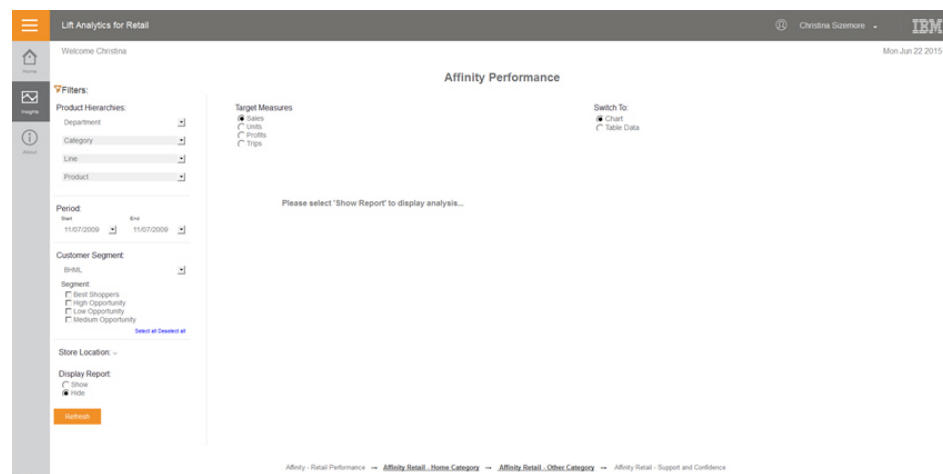 Lift Analytics for Retail
Christina Sizemore
IBM
Home
Insights
About
Welcome Christina
Mon Jun 22 2015
Affinity Performance
Filters:
Product Hierarchies:
Department
Category
Line
Product
Period:
Start End
11/07/2009 11/07/2009
Customer Segment:
BHML
Segment
Best Shoppers
High Opportunity
Low Opportunity
Medium Opportunity
Select all Deselect all
Store Location:
Display Report:
Show
Hide
Refresh
Target Measures
Sales
Units
Profits
Trips
Switch To:
Chart
Table Data
Please select 'Show Report' to display analysis...
Affinity - Retail Performance → Affinity Retail - Home Category → Affinity Retail - Other Category → Affinity Retail - Support and Confidence